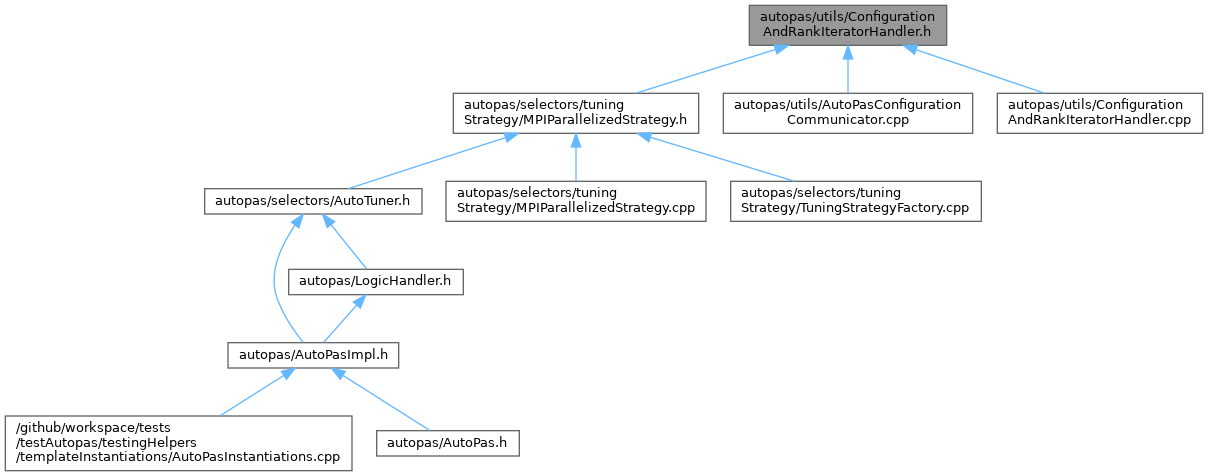 autopas/utils/Configuration
AndRankIteratorHandler.h
autopas/selectors/tuning
Strategy/MPIParallelizedStrategy.h
autopas/utils/AutoPasConfiguration
Communicator.cpp
autopas/utils/Configuration
AndRankIteratorHandler.cpp
autopas/selectors/AutoTuner.h
autopas/selectors/tuning
Strategy/MPIParallelizedStrategy.cpp
autopas/selectors/tuning
Strategy/TuningStrategyFactory.cpp
autopas/LogicHandler.h
autopas/AutoPasImpl.h
/github/workspace/tests
/testAutopas/testingHelpers
/templateInstantiations/AutoPasInstantiations.cpp
autopas/AutoPas.h